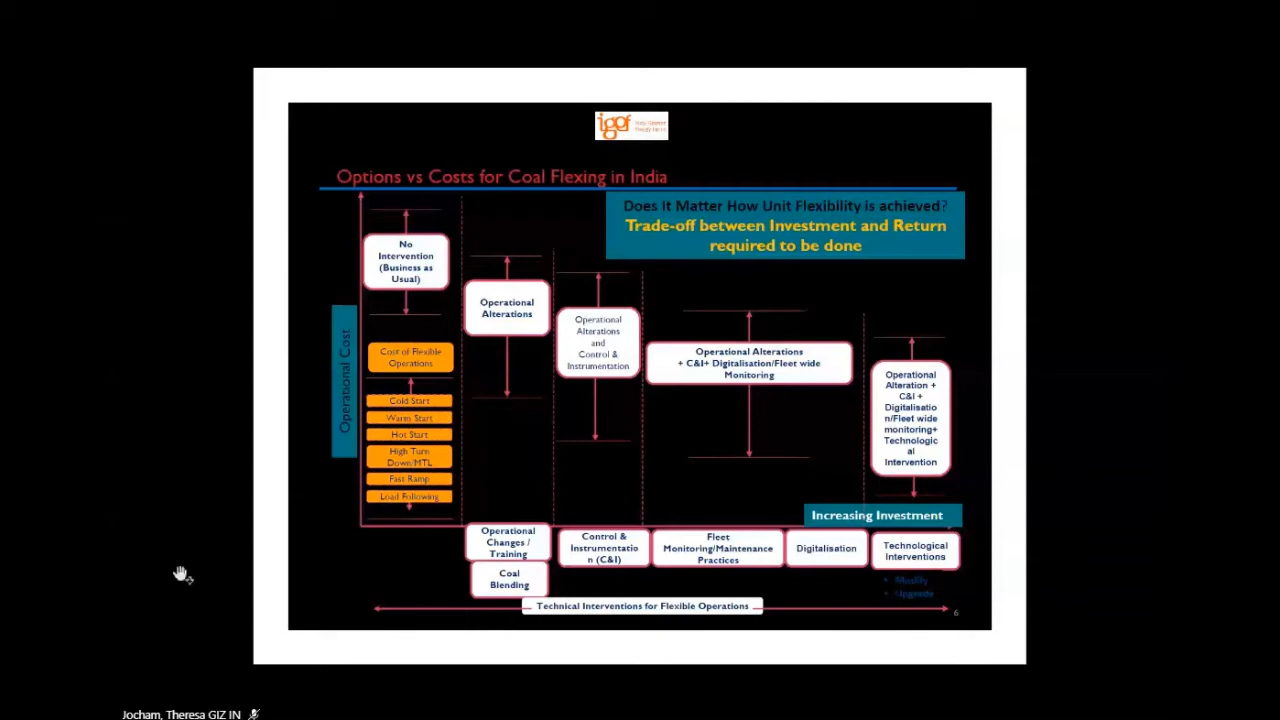 igef
Options vs Costs for Coal Flexing in India
Does It Matter How Unit Flexibility is achieved?
Trade-off between Investment and Return
required to be done
No
Intervention
(Business as
Usual)
Operational
Alterations
Operational
Alterations
and
Control &
Instrumentation
Operational Alterations
+ C&I+ Digitalisation/Fleet wide
Monitoring
Operational
Alteration +
C&I +
Digitalisatio
n/Fleet wide
monitoring+
Technologic
al
Intervention
Operational Cost
Cost of Flexible
Operations
Cold Start
Warm Start
Hot Start
High Turn
Down/MTL
Fast Ramp
Load Following
Increasing Investment
Operational
Changes /
Training
Coal
Blending
Control &
Instrumentatio
n (C&I)
Fleet
Monitoring/Maintenance
Practices
Digitalisation
Technological
Interventions
• Modify
• Upgrade
Technical Interventions for Flexible Operations
6
Jocham, Theresa GIZ IN